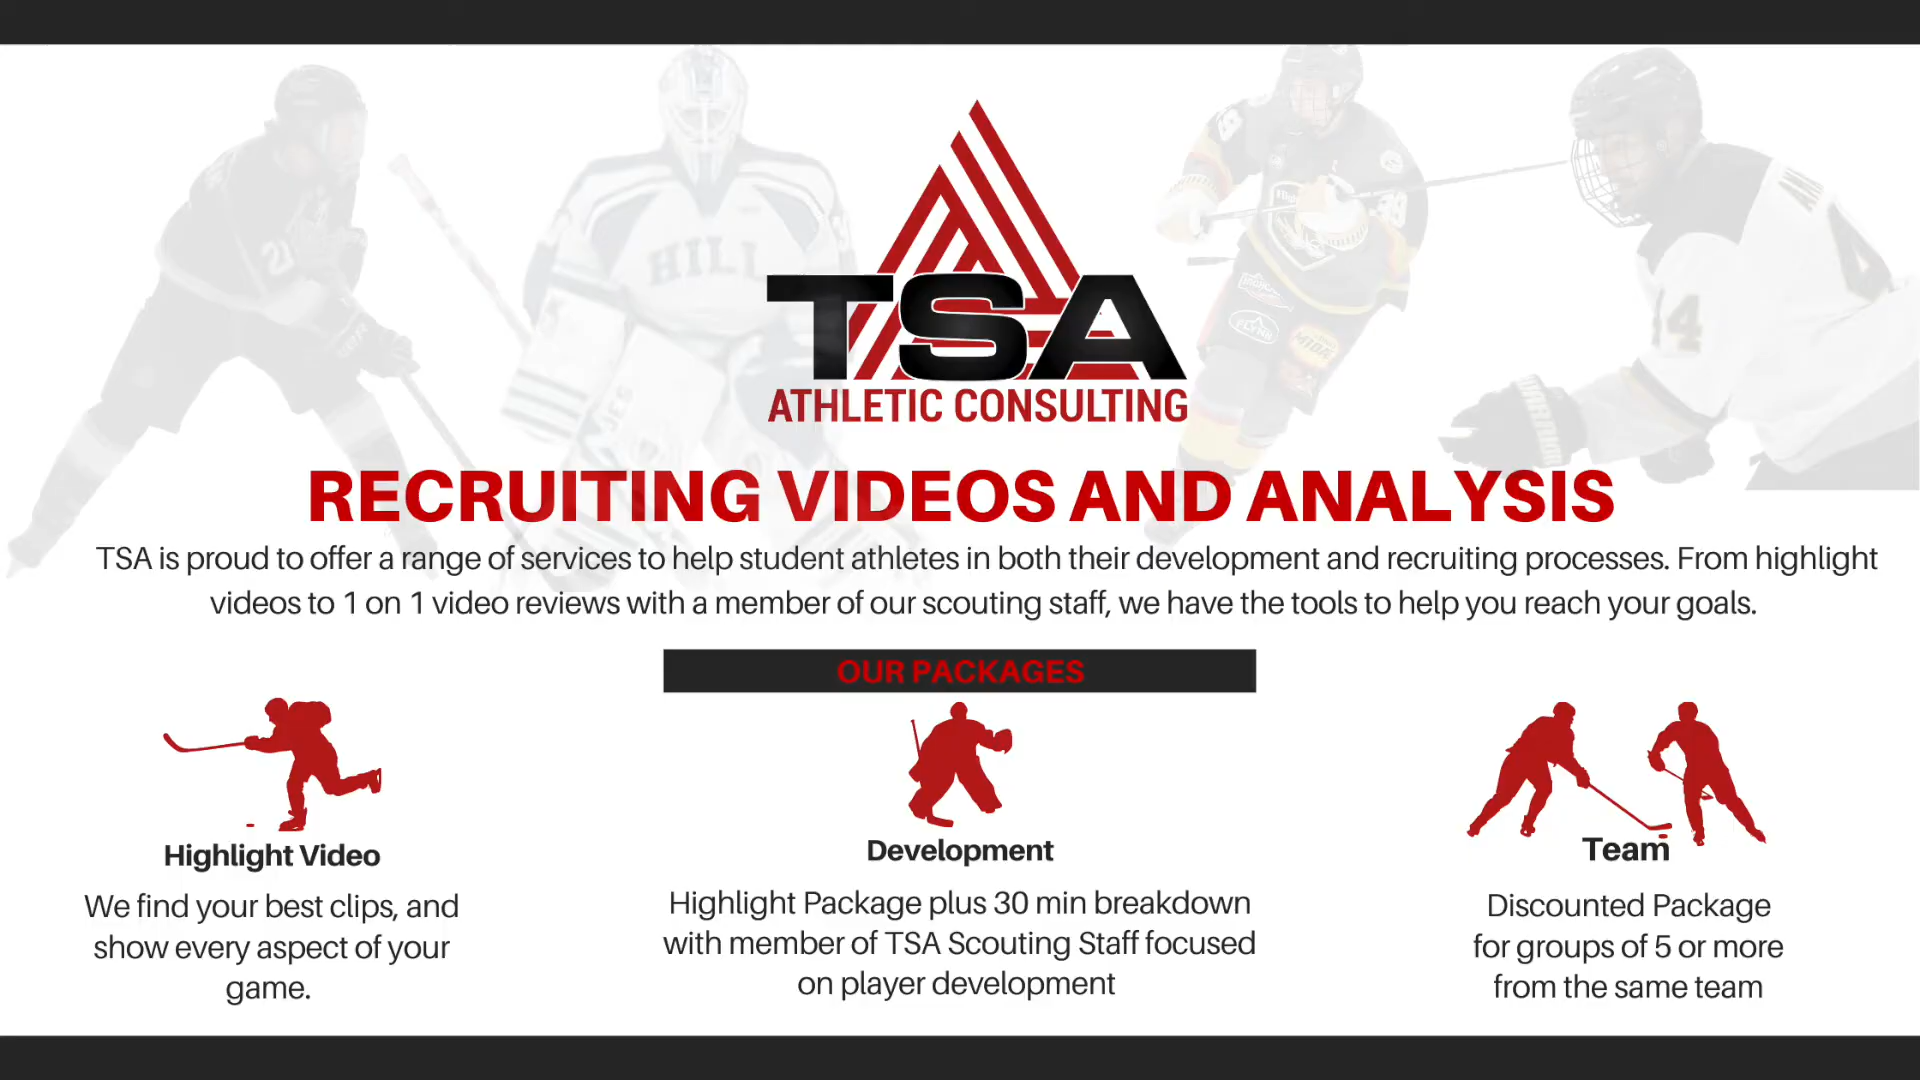 HILL
21
14
FLYNN
TSA
ATHLETIC CONSULTING
RECRUITING VIDEOS AND ANALYSIS
TSA is proud to offer a range of services to help student athletes in both their development and recruiting processes. From highlight
videos to 1 on 1 video reviews with a member of our scouting staff, we have the tools to help you reach your goals.
OUR PACKAGES
Highlight Video
We find your best clips, and
show every aspect of your
game.
Development
Highlight Package plus 30 min breakdown
with member of TSA Scouting Staff focused
on player development
Team
Discounted Package
for groups of 5 or more
from the same team